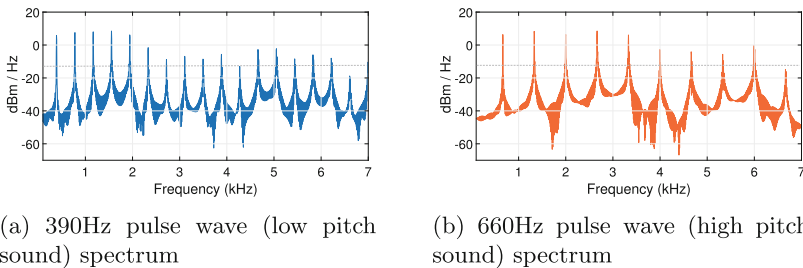 20
0
-20
-40
-60
dBm / Hz
1 2 3 4 5 6 7
Frequency (kHz)
(a) 390Hz pulse wave (low pitch
sound) spectrum
20
0
-20
-40
-60
dBm / Hz
1 2 3 4 5 6 7
Frequency (kHz)
(b) 660Hz pulse wave (high pitch
sound) spectrum